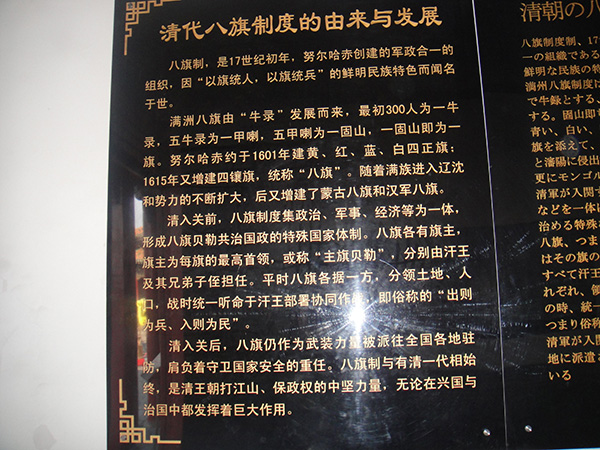 清代八旗制度的由来与发展
八旗制，是17世纪初年，努尔哈赤创建的军政合一的
组织，因“以旗统人，以旗统兵”的鲜明民族特色而闻名
于世。
满洲八旗由“牛录”发展而来，最初300人为一牛
录，五牛录为一甲喇，五甲喇为一固山，一固山即为一
旗。努尔哈赤约于1601年建黄、红、蓝、白四正旗；
1615年又增建四镶旗，统称“八旗”。随着满族进入辽沈
和势力的不断扩大，后又增建了蒙古八旗和汉军八旗。
清入关前，八旗制度集政治、军事、经济等为一体，
形成八旗贝勒共治国政的特殊国家体制。八旗各有旗主，
旗主为每旗的最高首领，或称“主旗贝勒”，分别由汗王
及其兄弟子侄担任。平时八旗各据一方，分领土地、人
口，战时统一听命于汗王部署协同作战，即俗称的“出则
为兵、入则为民”。
清入关后，八旗仍作为武装力量被派往全国各地驻
防，肩负着守卫国家安全的重任。八旗制与有清一代相始
终，是清王朝打江山、保政权的中坚力量，无论在兴国与
治国中都发挥着巨大作用。
清朝の八
八旗制度制、17
一の組織である
鮮明な民族の特
満州八旗制度は
で牛録とする、
する。固山即ち
青い、白い、
旗を添えて、
と瀋陽に侵出
更にモンゴル
清軍が入関す
などを一体に
治める特殊な
八旗、つま
はその旗の
すべて汗王
れぞれ、領
の時、統一
つまり俗称
清軍が入関
地に派遣さ
いる